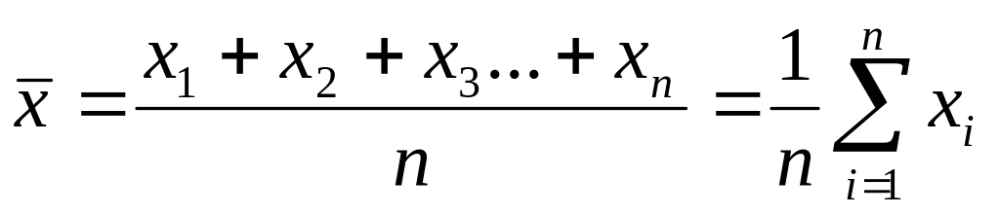 x̄ = (x₁ + x₂ + x₃... + xₙ) / n = 1/n ∑ᵢ₌₁ⁿ xᵢ